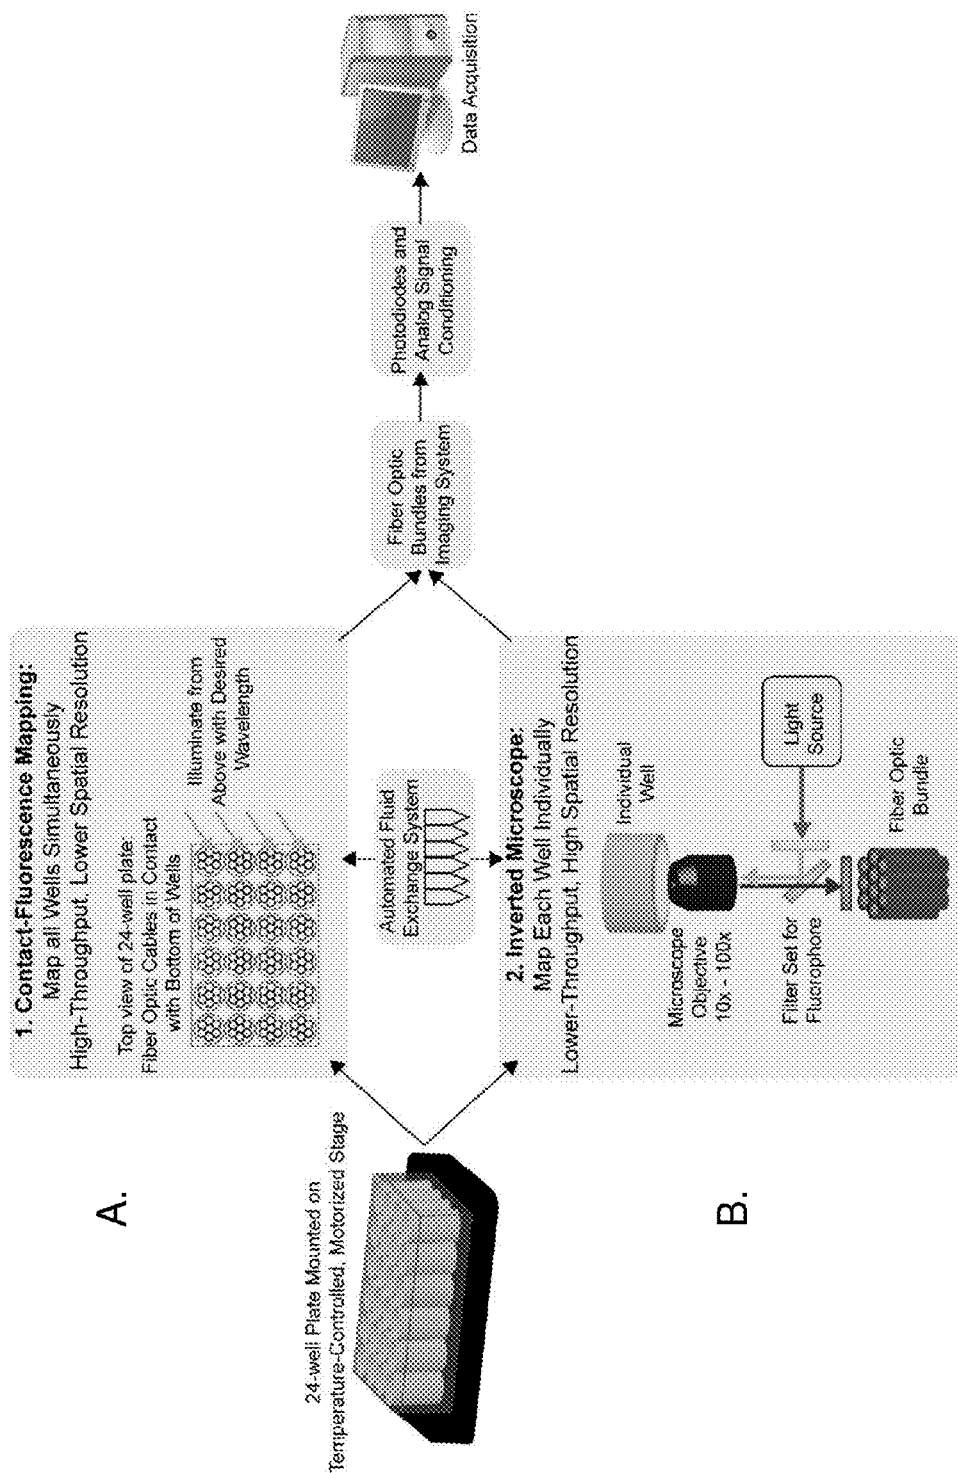 A.
24-well Plate Mounted on
Temperature-Controlled, Motorized Stage
1. Contact-Fluorescence Mapping:
Map all Wells Simultaneously
High-Throughput, Lower Spatial Resolution
Top view of 24-well plate:
Fiber Optic Cables in Contact
with Bottom of Wells
Illuminate from
Above with Desired
Wavelength
Automated Fluid
Exchange System
B.
2. Inverted Microscope:
Map Each Well Individually
Lower-Throughput, High Spatial Resolution
Individual
Well
Microscope
Objective
10x - 100x
Filter Set for
Fluorophore
Light
Source
Fiber Optic
Bundle
Fiber Optic
Bundles from
Imaging System
Photodiodes and
Analog Signal
Conditioning
Data Acquisition